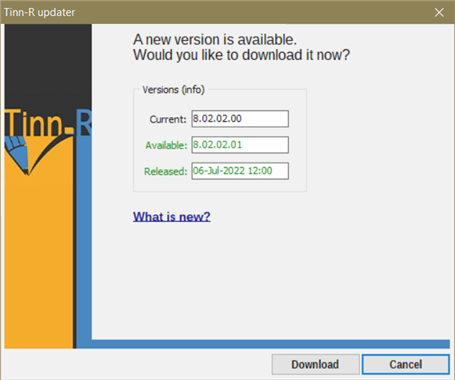 Tinn-R updater
A new version is available.
Would you like to download it now?
Versions (info)
Current: 8.02.02.00
Available: 8.02.02.01
Released: 06-Jul-2022 12:00
Tinn-R
What is new?
Download Cancel